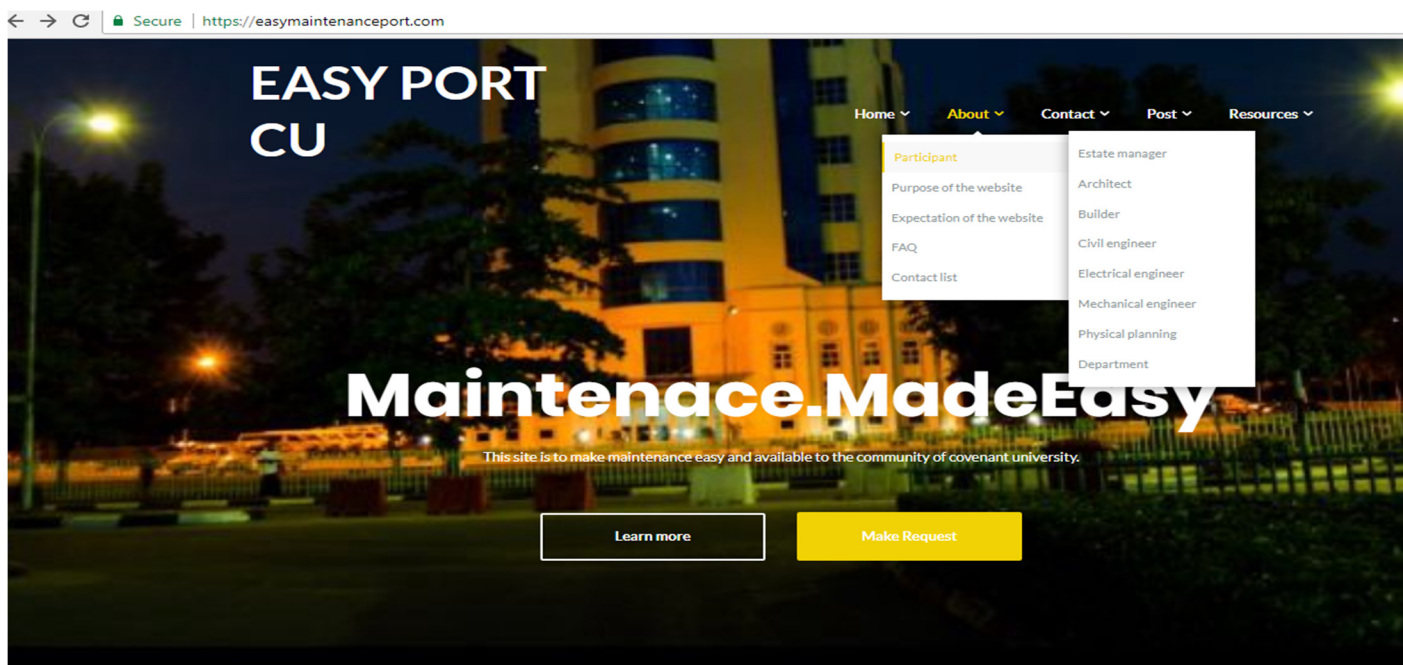 Secure | https://easymaintenanceport.com
EASY PORT
CU
Home About Contact Post Resources
Participant
Purpose of the website
Expectation of the website
FAQ
Contact list
Estate manager
Architect
Builder
Civil engineer
Electrical engineer
Mechanical engineer
Physical planning
Department
Maintenace.MadeEasy
This site is to make maintenance easy and available to the community of covenant university.
Learn more
Make Request